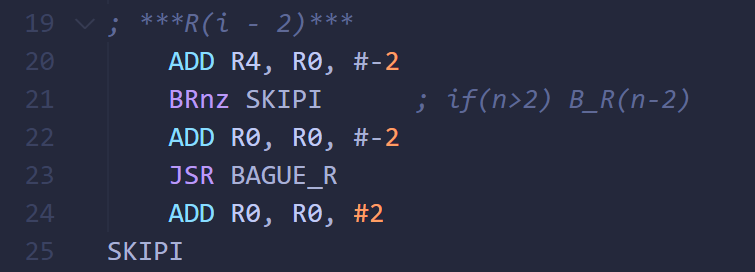 19 ; ***R(i - 2)***
20 ADD R4, R0, #-2
21 BRnz SKIPI ; if(n>2) B_R(n-2)
22 ADD R0, R0, #-2
23 JSR BAGUE_R
24 ADD R0, R0, #2
25 SKIPI